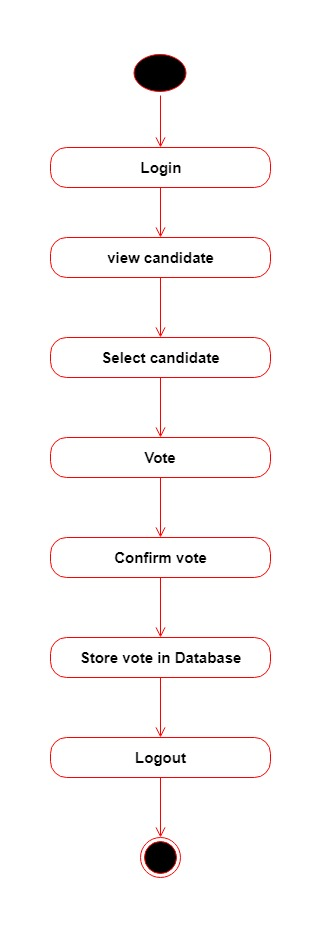 Login
view candidate
Select candidate
Vote
Confirm vote
Store vote in Database
Logout